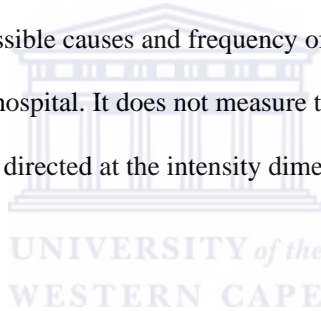 ssible causes and frequency of
hospital. It does not measure t
directed at the intensity dime
UNIVERSITY of the
WESTERN CAPE